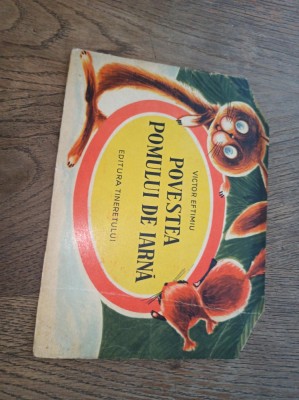 VICTOR EFTIMIU
POVESTEA
POMULUI DE IARNĂ
EDITURA TINERETULUI